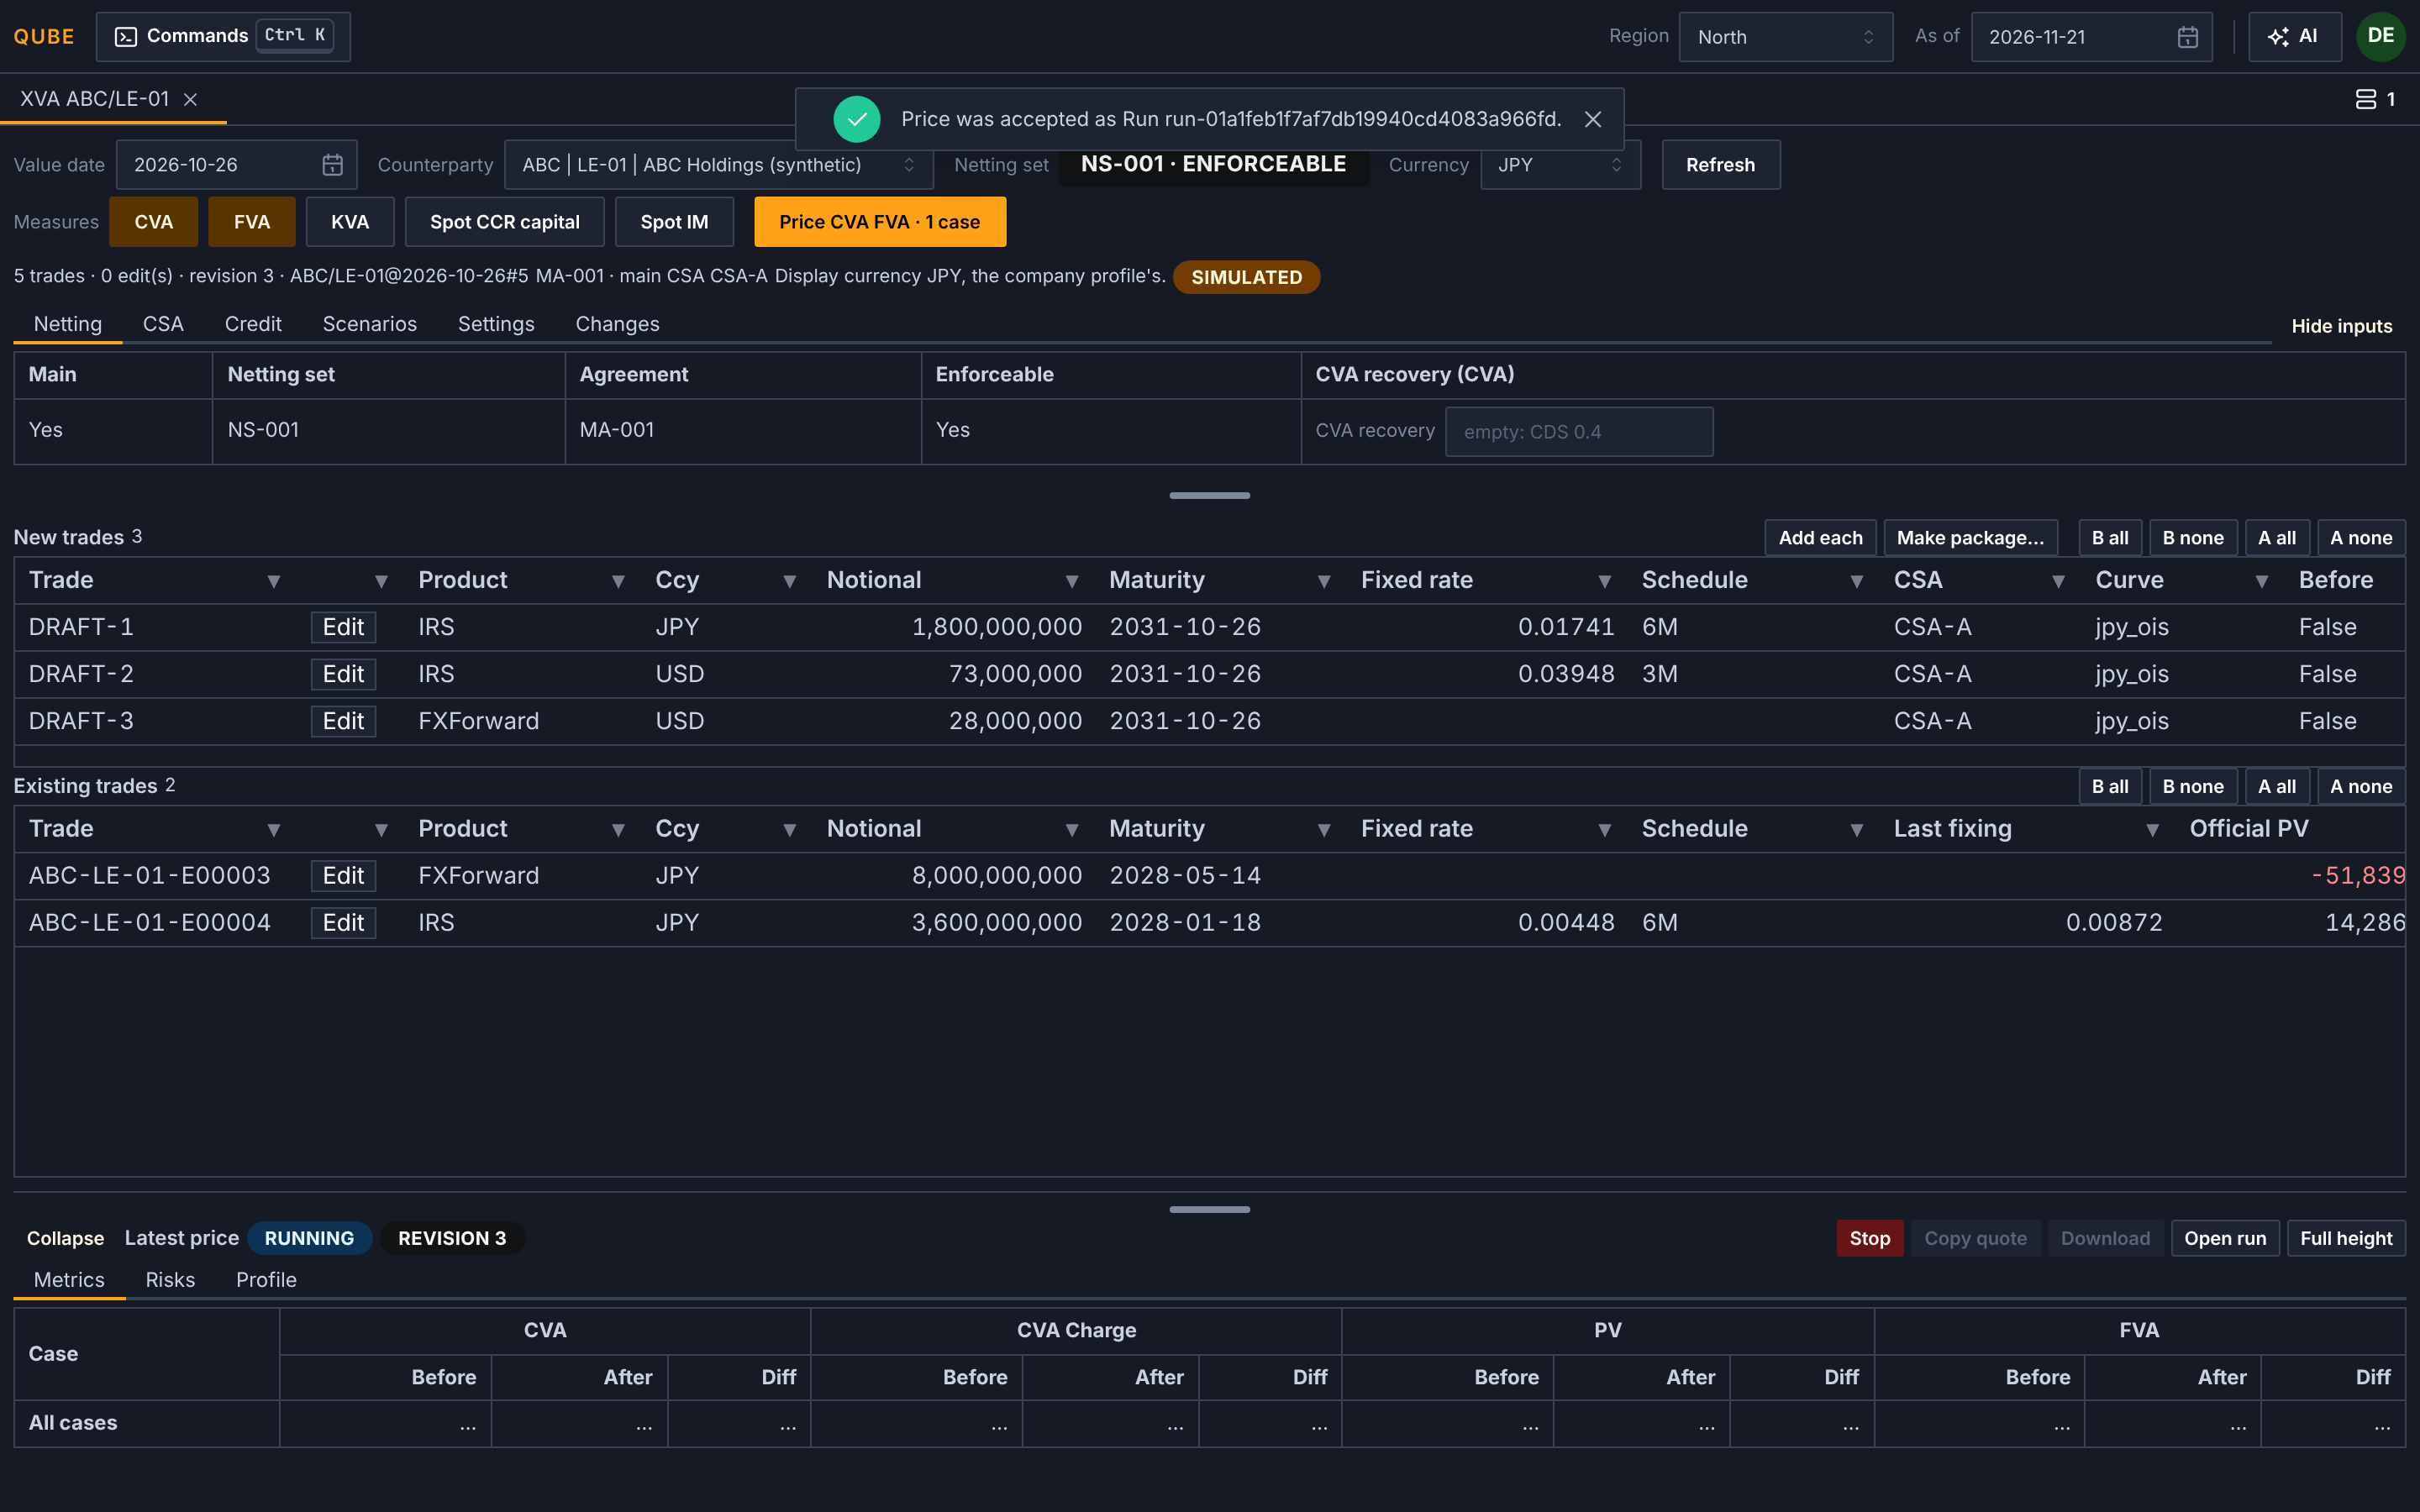 QUBE Commands Ctrl K Region North As of 2026-11-21 AI DE
XVA ABC/LE-01 1
Price was accepted as Run run-01a1feb1f7af7db19940cd4083a966fd.
Value date 2026-10-26 Counterparty ABC | LE-01 | ABC Holdings (synthetic) Netting set NS-001 · ENFORCEABLE Currency JPY Refresh
Measures CVA FVA KVA Spot CCR capital Spot IM Price CVA FVA · 1 case
5 trades · 0 edit(s) · revision 3 · ABC/LE-01@2026-10-26#5 MA-001 · main CSA CSA-A Display currency JPY, the company profile's. SIMULATED
Netting CSA Credit Scenarios Settings Changes Hide inputs
Main Netting set Agreement Enforceable CVA recovery (CVA)
Yes NS-001 MA-001 Yes CVA recovery empty: CDS 0.4
New trades 3 Add each Make package... B all B none A all A none
Trade Product Ccy Notional Maturity Fixed rate Schedule CSA Curve Before
DRAFT-1 Edit IRS JPY 1,800,000,000 2031-10-26 0.01741 6M CSA-A jpy_ois False
DRAFT-2 Edit IRS USD 73,000,000 2031-10-26 0.03948 3M CSA-A jpy_ois False
DRAFT-3 Edit FXForward USD 28,000,000 2031-10-26 CSA-A jpy_ois False
Existing trades 2 B all B none A all A none
Trade Product Ccy Notional Maturity Fixed rate Schedule Last fixing Official PV
ABC-LE-01-E00003 Edit FXForward JPY 8,000,000,000 2028-05-14 -51,839
ABC-LE-01-E00004 Edit IRS JPY 3,600,000,000 2028-01-18 0.00448 6M 0.00872 14,286
Collapse Latest price RUNNING REVISION 3 Stop Copy quote Download Open run Full height
Metrics Risks Profile
Case CVA CVA Charge PV FVA
Before After Diff Before After Diff Before After Diff Before After Diff
All cases ... ... ... ... ... ... ... ... ... ... ... ...